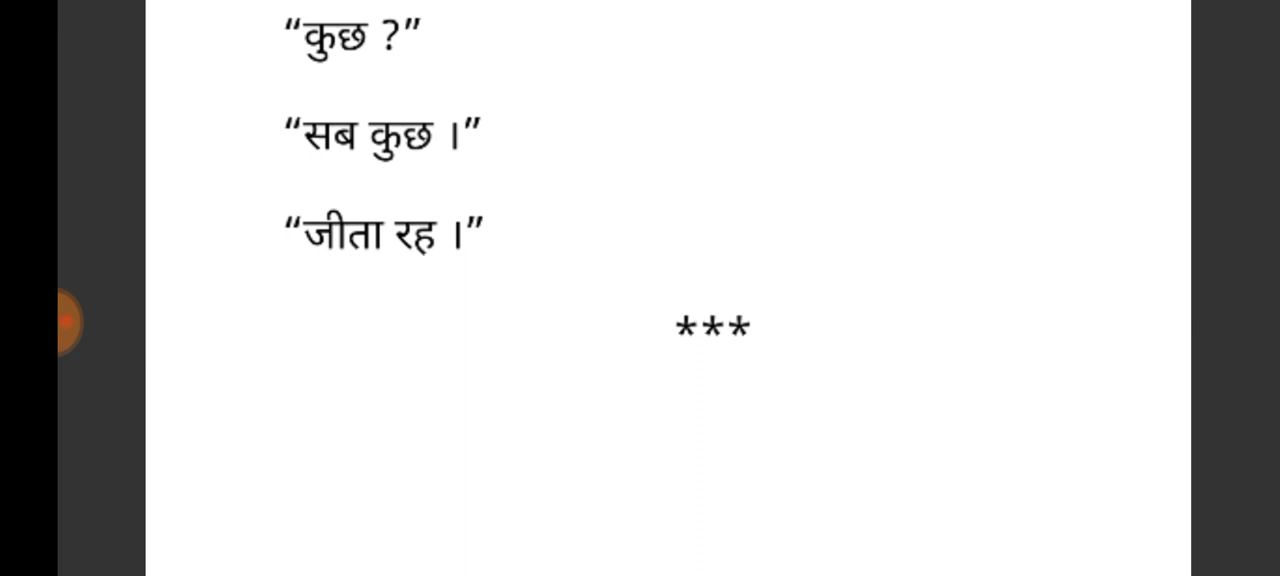 “कुछ ?”
“सब कुछ ।”
“जीता रह ।”
***